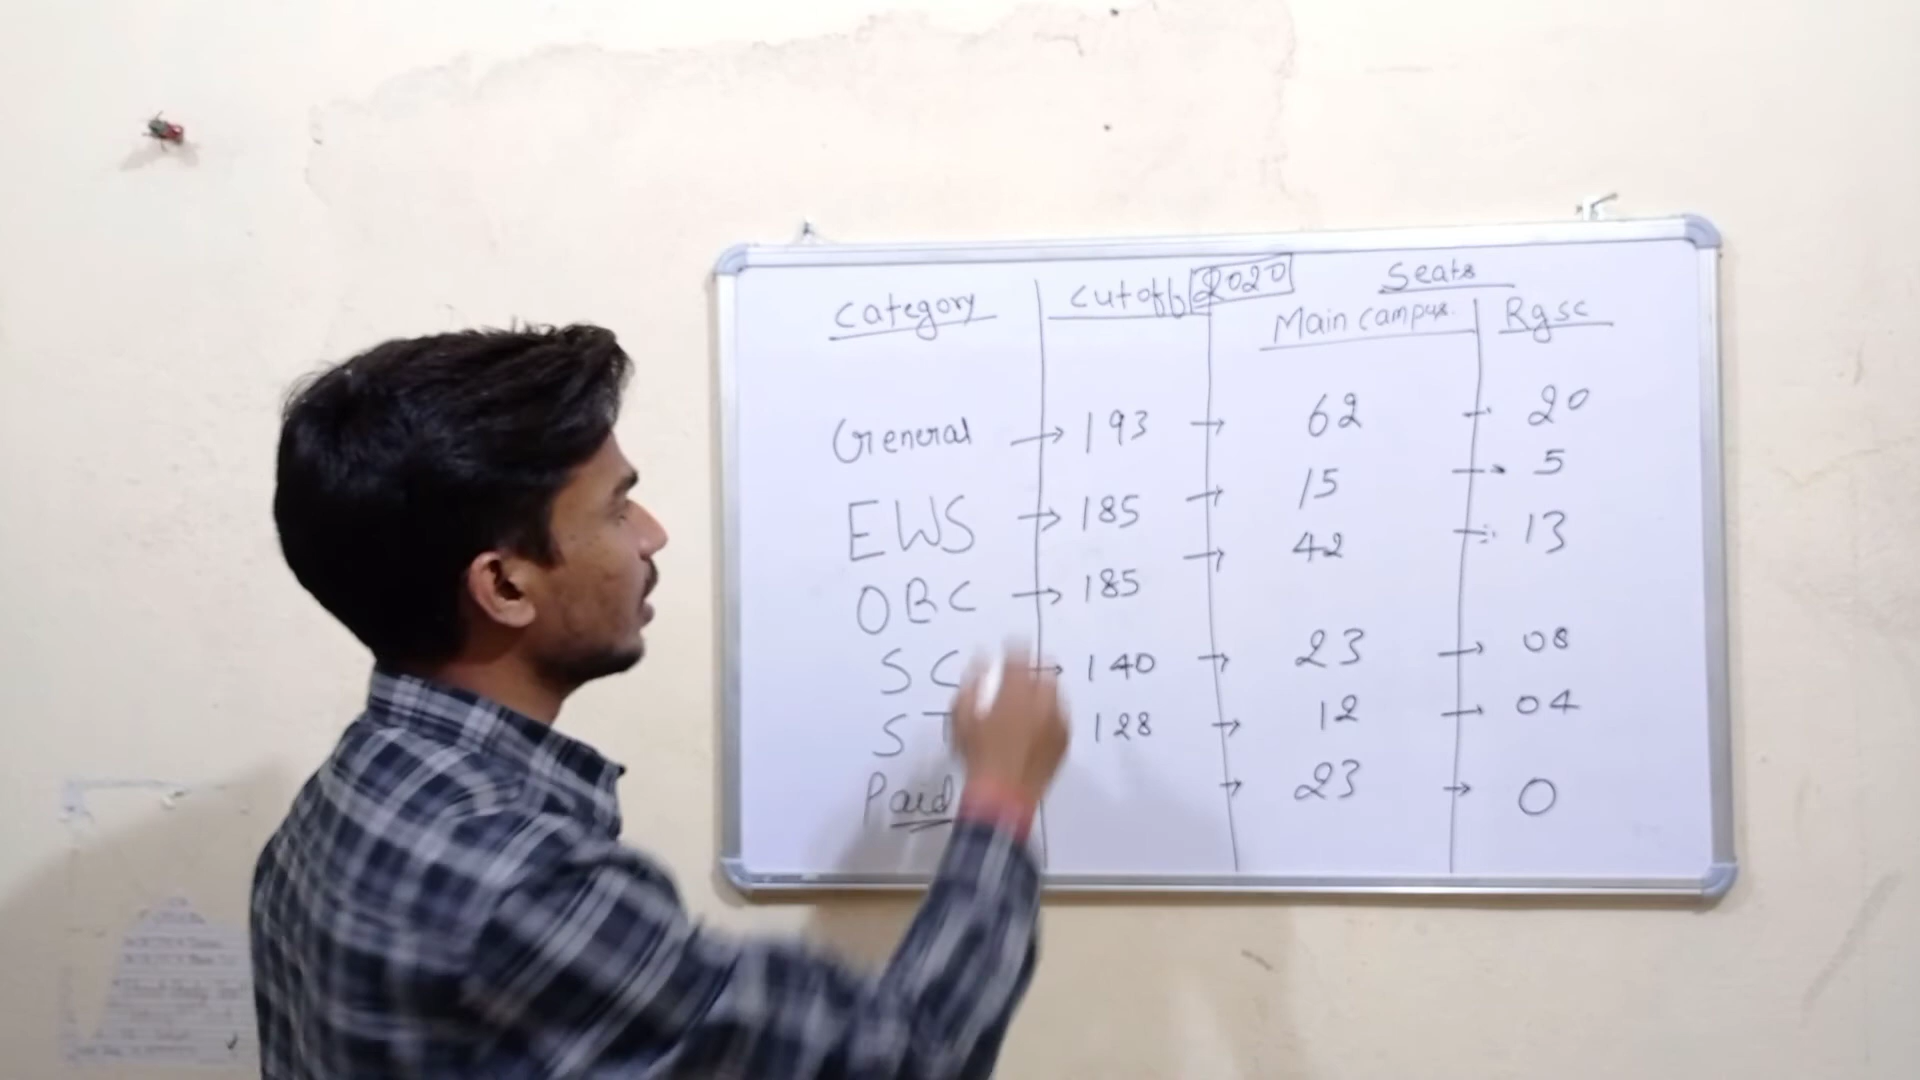 Category Cutoff 2020 Seats
Main campus. Rgsc
General → 193 → 62 → 20
EWS → 185 → 15 → 5
OBC → 185 → 42 → 13
SC → 140 → 23 → 08
ST 128 → 12 → 04
Paid → 23 → 0